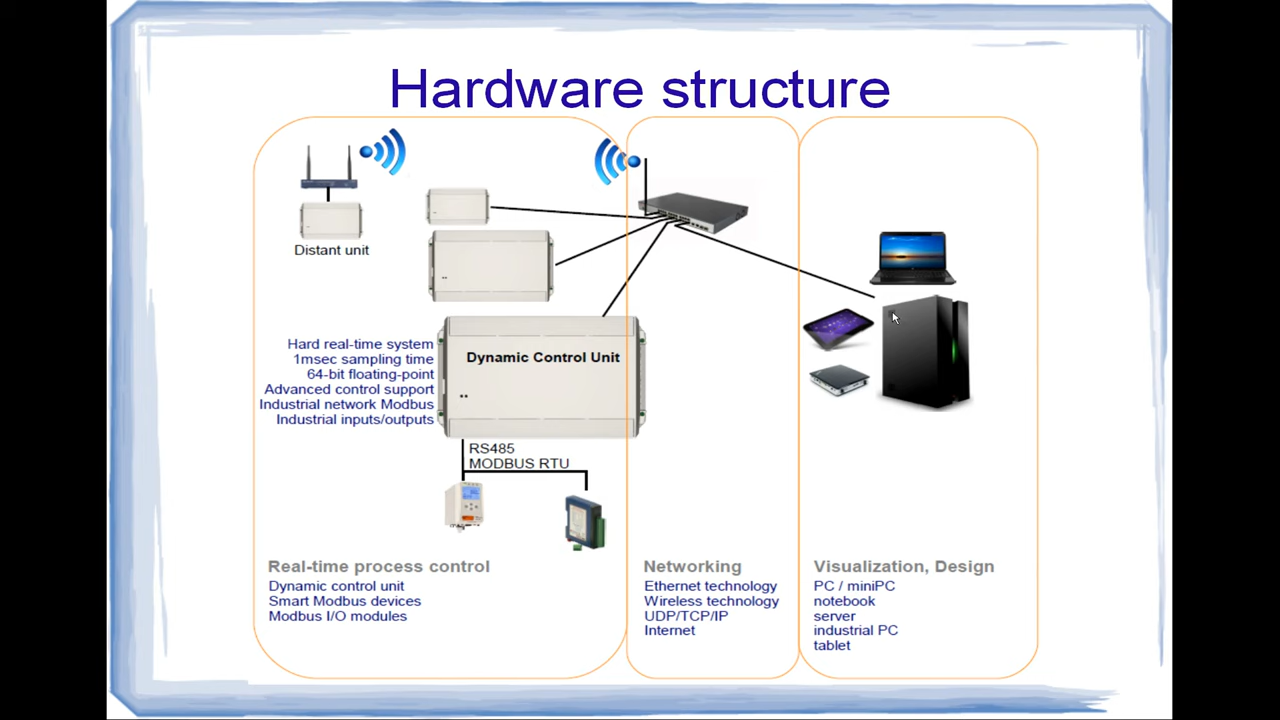 Hardware structure
Distant unit
Hard real-time system
1msec sampling time
64-bit floating-point
Advanced control support
Industrial network Modbus
Industrial inputs/outputs
Dynamic Control Unit
RS485
MODBUS RTU
Real-time process control
Dynamic control unit
Smart Modbus devices
Modbus I/O modules
Networking
Ethernet technology
Wireless technology
UDP/TCP/IP
Internet
Visualization, Design
PC / miniPC
notebook
server
industrial PC
tablet